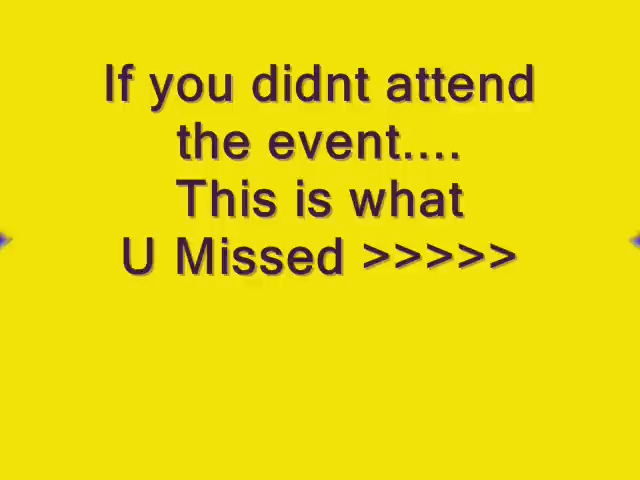 If you didnt attend
the event....
This is what
U Missed >>>>>